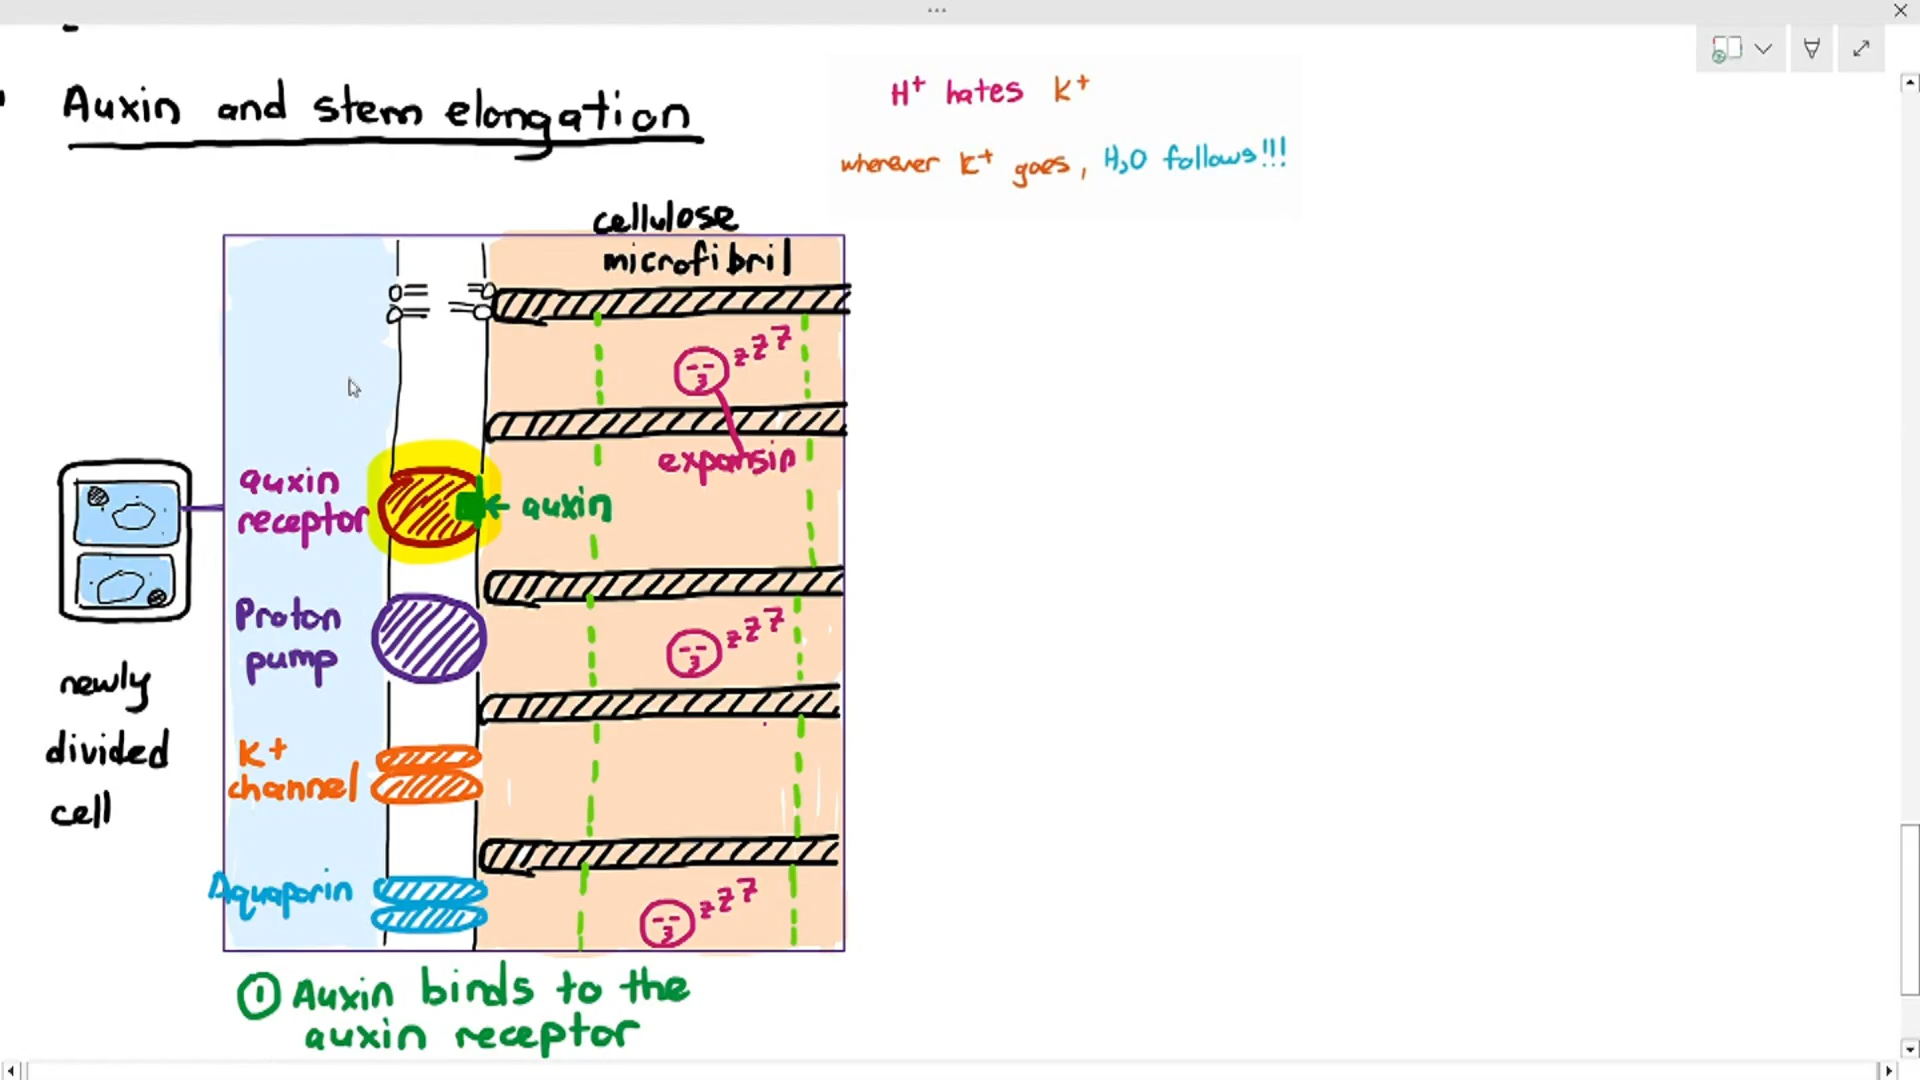 Auxin and stem elongation
H⁺ hates K⁺
wherever K⁺ goes, H₂O follows!!!
cellulose
microfibril
zzz
expansin
auxin
receptor
auxin
Proton
pump
zzz
newly
divided
cell
K+
channel
Aquaporin
zzz
① Auxin binds to the
auxin receptor